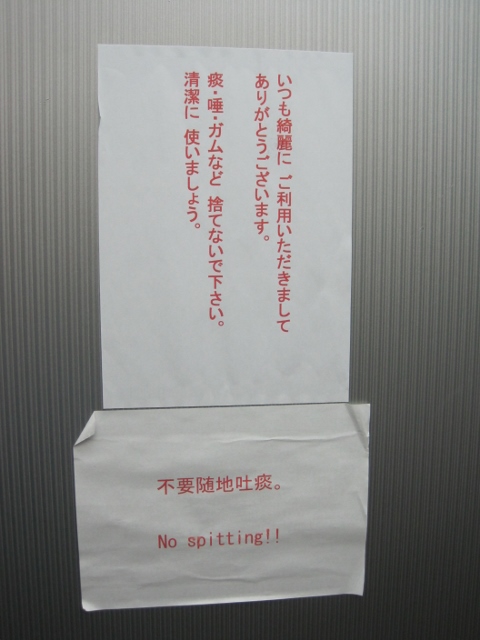 いつも綺麗に ご利用いただきまして
ありがとうございます。
痰・唾・ガムなど 捨てないで下さい。
清潔に 使いましょう。
不要随地吐痰。
No spitting!!